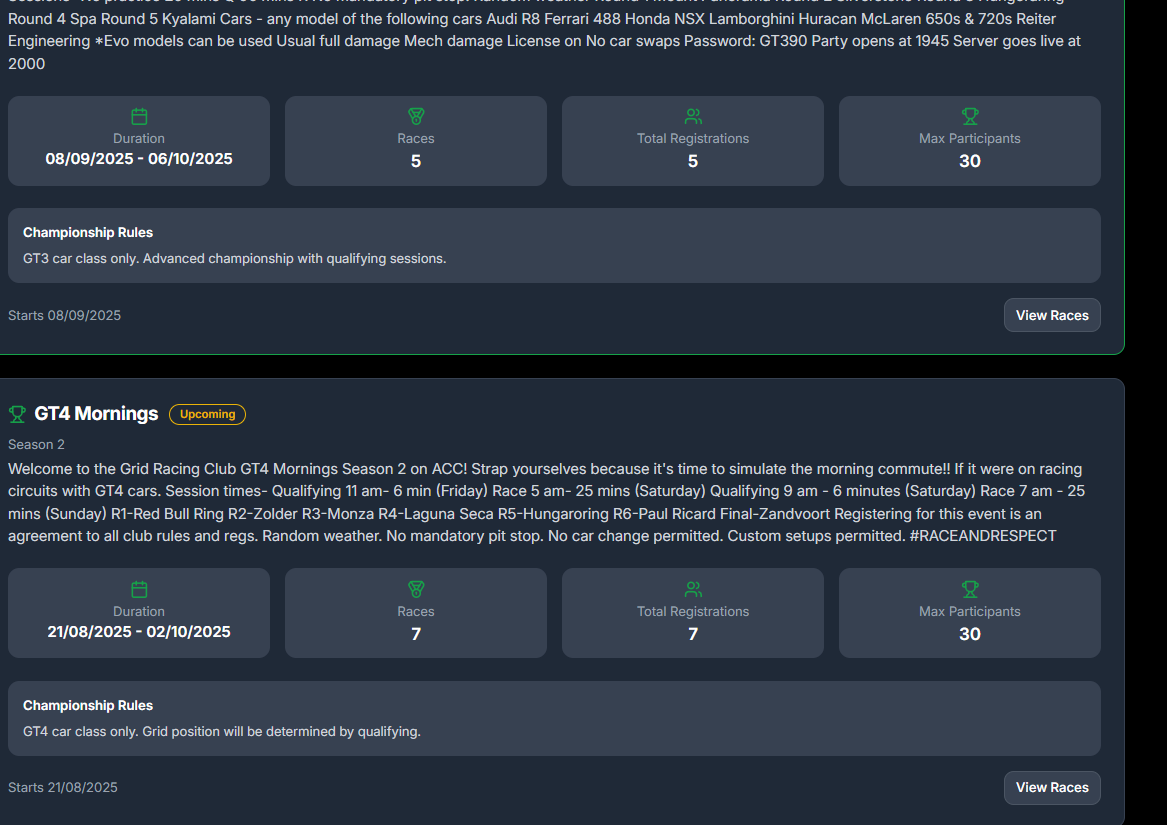 Round 4 Spa Round 5 Kyalami Cars - any model of the following cars Audi R8 Ferrari 488 Honda NSX Lamborghini Huracan McLaren 650s & 720s Reiter
Engineering *Evo models can be used Usual full damage Mech damage License on No car swaps Password: GT390 Party opens at 1945 Server goes live at
2000
Duration
08/09/2025 - 06/10/2025
Races
5
Total Registrations
5
Max Participants
30
Championship Rules
GT3 car class only. Advanced championship with qualifying sessions.
Starts 08/09/2025
View Races
GT4 Mornings
Upcoming
Season 2
Welcome to the Grid Racing Club GT4 Mornings Season 2 on ACC! Strap yourselves because it's time to simulate the morning commute!! If it were on racing
circuits with GT4 cars. Session times- Qualifying 11 am- 6 min (Friday) Race 5 am- 25 mins (Saturday) Qualifying 9 am - 6 minutes (Saturday) Race 7 am - 25
mins (Sunday) R1-Red Bull Ring R2-Zolder R3-Monza R4-Laguna Seca R5-Hungaroring R6-Paul Ricard Final-Zandvoort Registering for this event is an
agreement to all club rules and regs. Random weather. No mandatory pit stop. No car change permitted. Custom setups permitted. #RACEANDRESPECT
Duration
21/08/2025 - 02/10/2025
Races
7
Total Registrations
7
Max Participants
30
Championship Rules
GT4 car class only. Grid position will be determined by qualifying.
Starts 21/08/2025
View Races